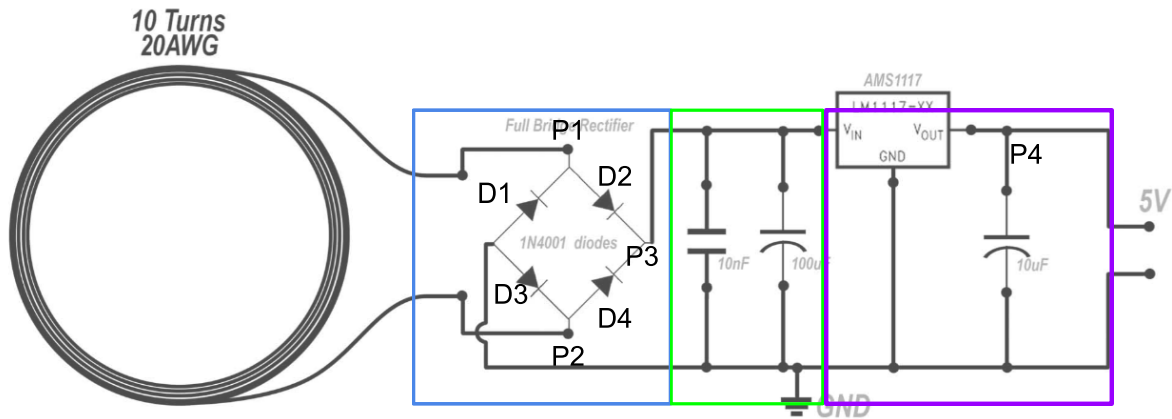 10 Turns
20AWG
AMS1117
LM1117-XX
Full Bridge Rectifier
P1
VIN
VOUT
GND
P4
D1
D2
5V
1N4001 diodes
P3
10nF
100uF
10uF
D3
D4
P2
GND